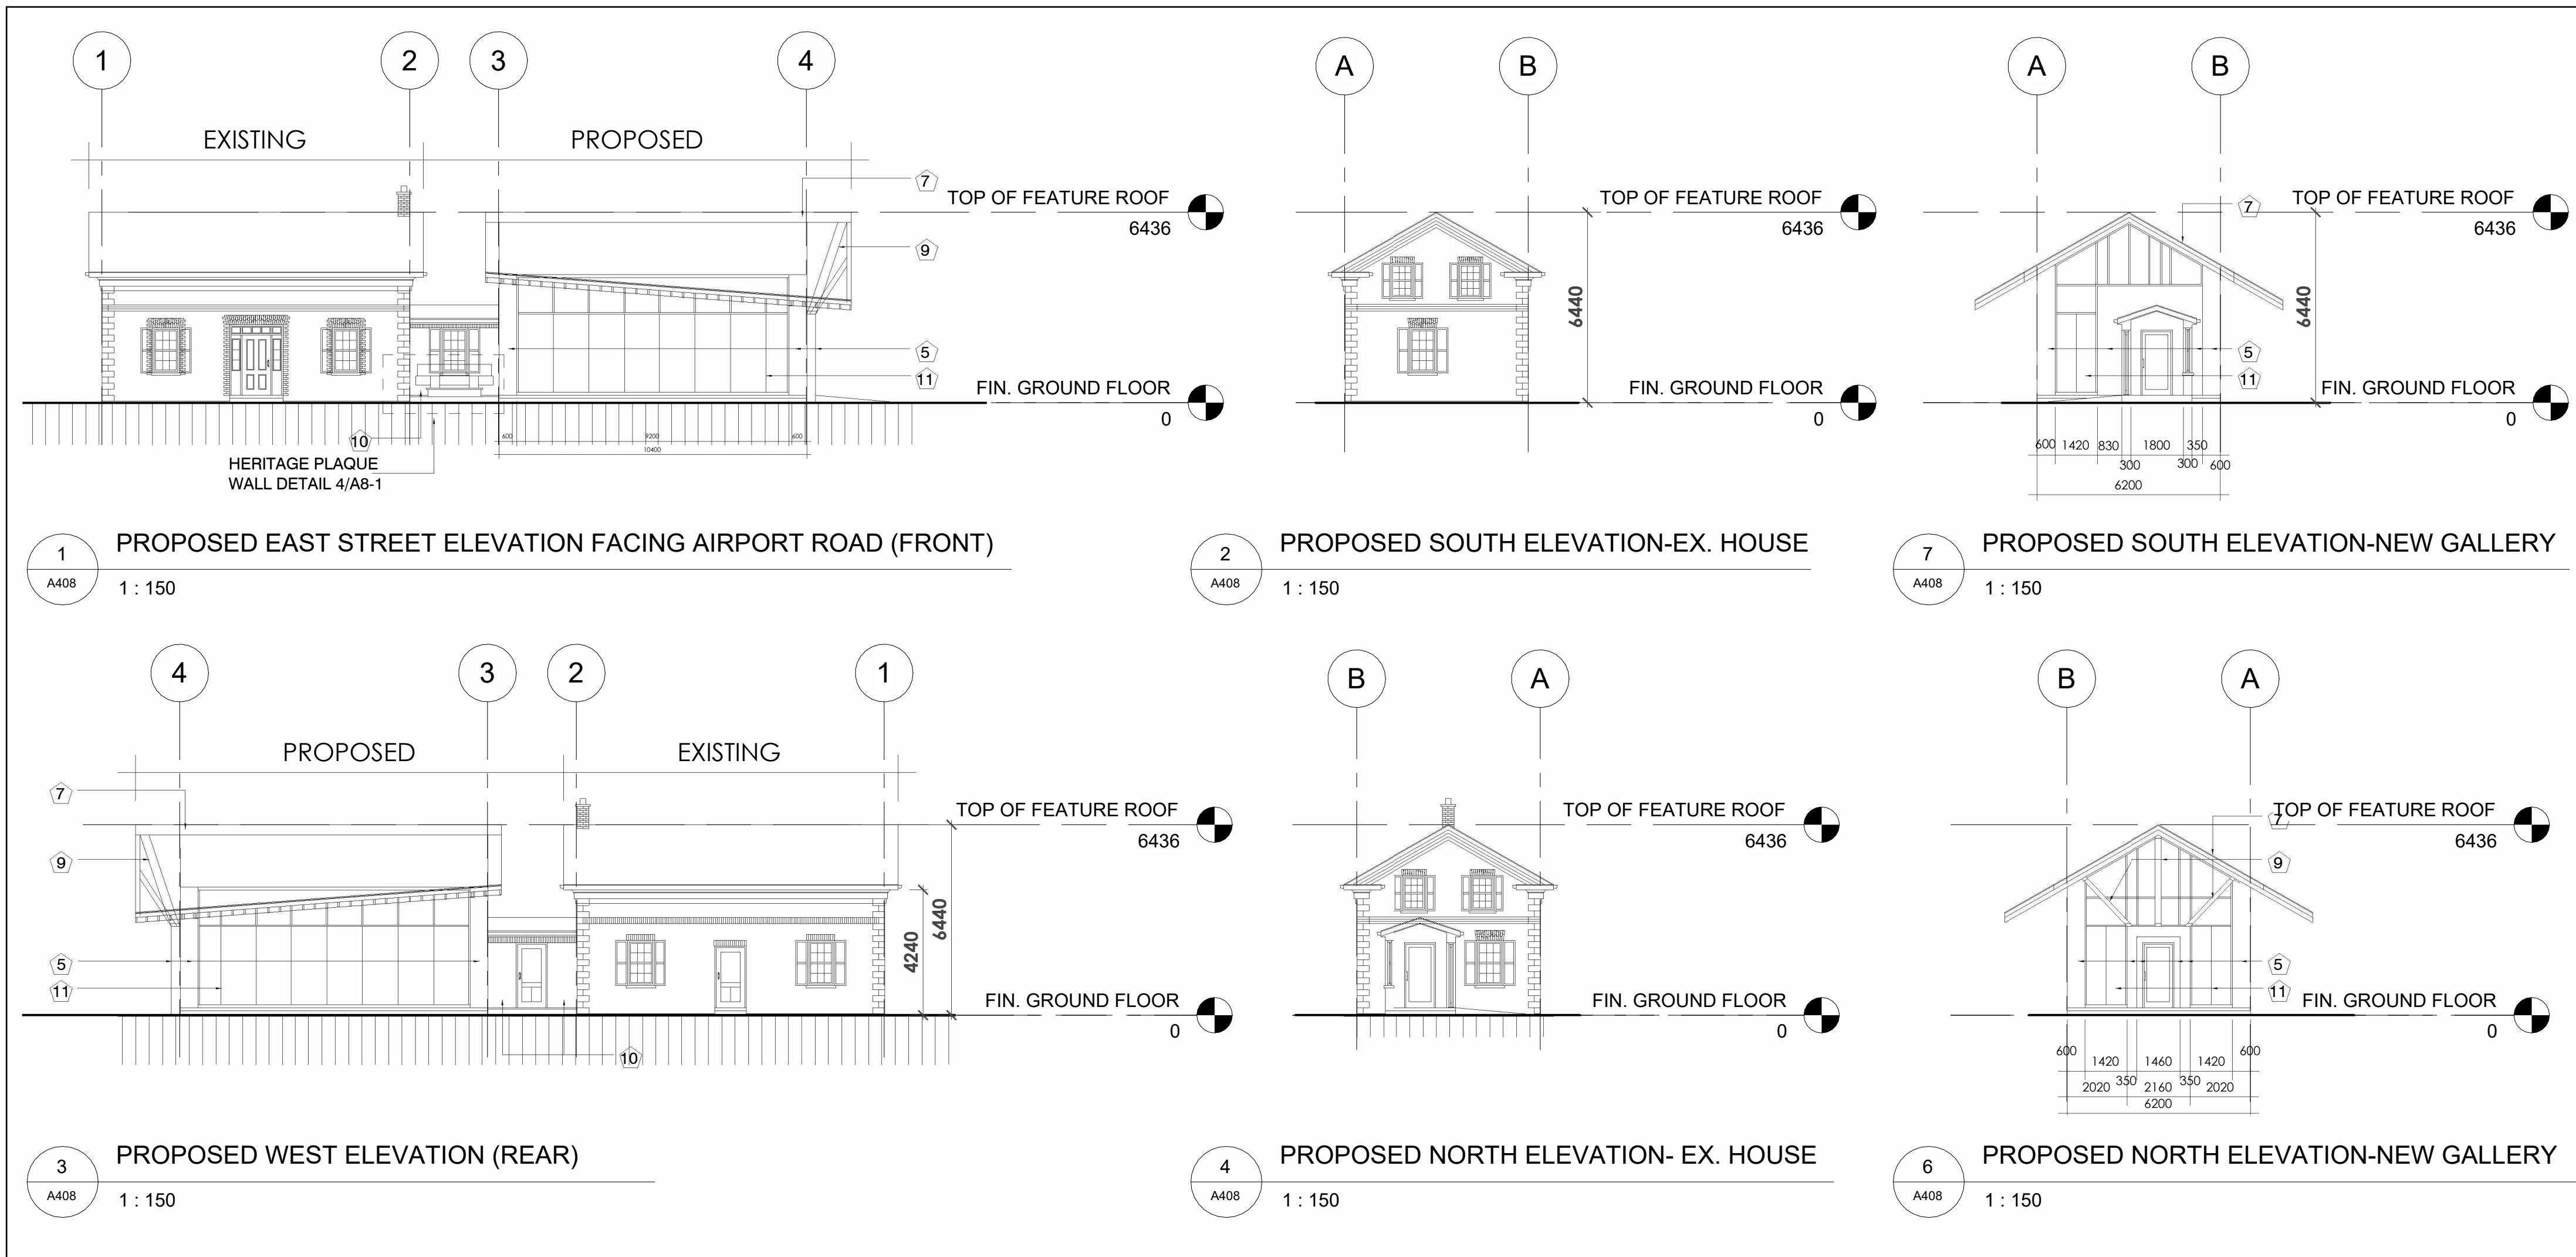 1 2 3 4
EXISTING PROPOSED
7
TOP OF FEATURE ROOF
6436
9
5
11
FIN. GROUND FLOOR
0
10
600 9200 600
10400
HERITAGE PLAQUE
WALL DETAIL 4/A8-1
1
A408
PROPOSED EAST STREET ELEVATION FACING AIRPORT ROAD (FRONT)
1 : 150
A B
TOP OF FEATURE ROOF
6436
6440
FIN. GROUND FLOOR
0
2
A408
PROPOSED SOUTH ELEVATION-EX. HOUSE
1 : 150
A B
7
TOP OF FEATURE ROOF
6436
6440
5
11
FIN. GROUND FLOOR
0
600 1420 830 1800 350
300 300 600
6200
7
A408
PROPOSED SOUTH ELEVATION-NEW GALLERY
1 : 150
4 3 2 1
PROPOSED EXISTING
7
TOP OF FEATURE ROOF
6436
9
4240
6440
5
11
FIN. GROUND FLOOR
0
10
3
A408
PROPOSED WEST ELEVATION (REAR)
1 : 150
B A
TOP OF FEATURE ROOF
6436
FIN. GROUND FLOOR
0
4
A408
PROPOSED NORTH ELEVATION- EX. HOUSE
1 : 150
B A
7
TOP OF FEATURE ROOF
6436
9
5
11
FIN. GROUND FLOOR
0
600 600
1420 1460 1420
350 350
2020 2160 2020
6200
6
A408
PROPOSED NORTH ELEVATION-NEW GALLERY
1 : 150